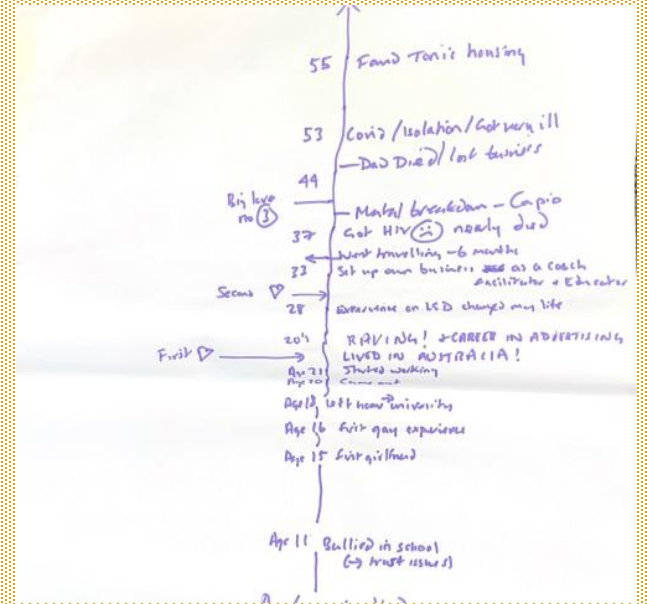 55 Found Tonic housing
53 Covid/Isolation/Got very ill
Dad Died/lost business
44
Big love no ③
Mental breakdown - Capio
37 Got HIV ☹ nearly died
Went travelling - 6 months
33 Set up own business as a coach
facilitator + Educator
Second ♡
28 experience on LSD changed my life
20's RAVING! + CAREER IN ADVERTISING
First ♡
LIVED IN AUSTRALIA!
Age 21 Started working
Age 20 Came out
Age 18 left home → university
Age 16 first gay experience
Age 15 first girlfriend
Age 11 Bullied in school
(→ trust issues)